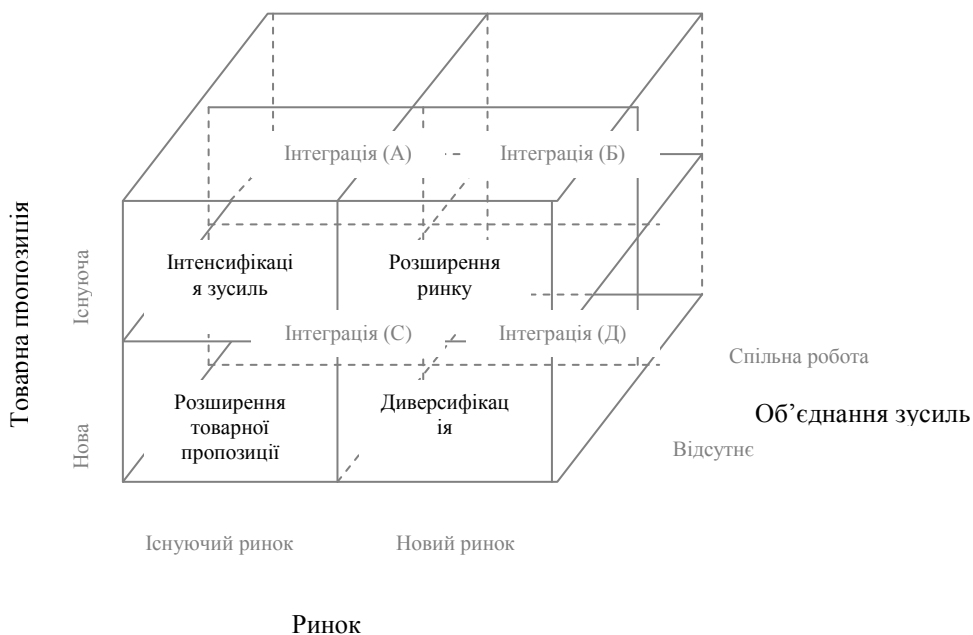 Інтеграція (А)
Інтеграція (Б)
Товарна пропозиція
Існуюча
Інтенсифікаці
я зусиль
Розширення
ринку
Інтеграція (С)
Інтеграція (Д)
Спільна робота
Нова
Розширення
товарної
пропозиції
Диверсифікац
ія
Об’єднання зусиль
Відсутнє
Існуючий ринок
Новий ринок
Ринок